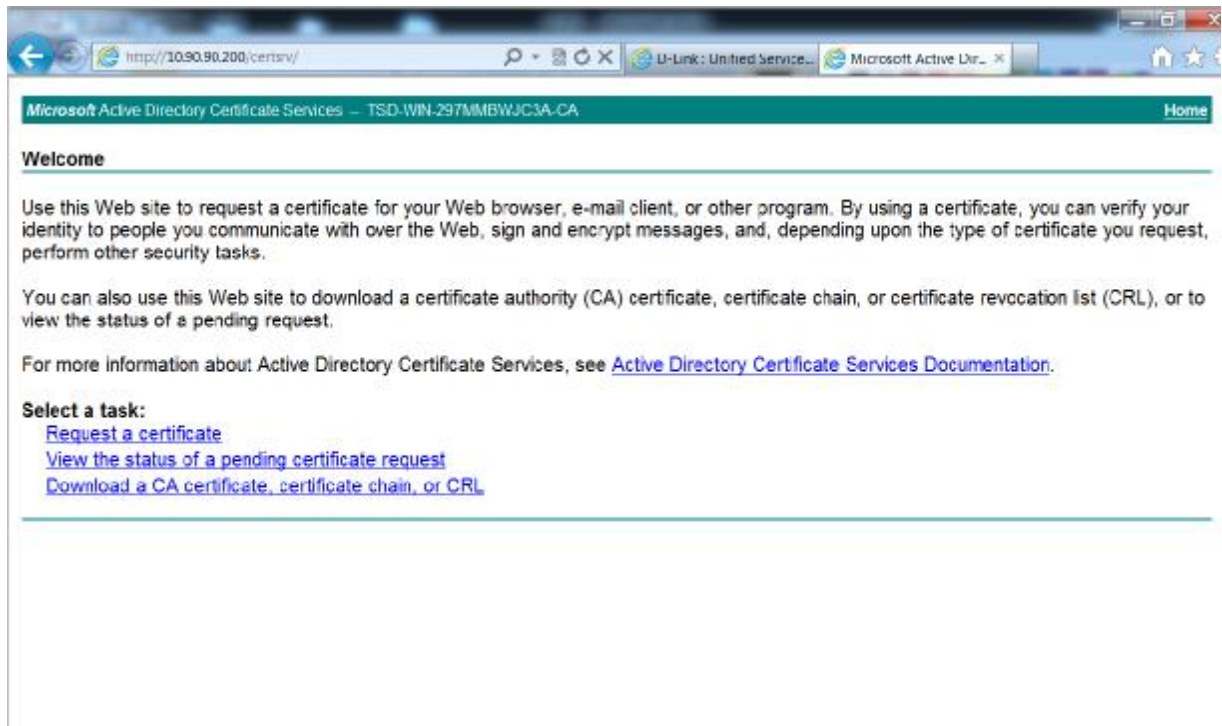 http://10.90.90.200/certsrv/
D-Link: Unified Service...
Microsoft Active Dir...
Microsoft Active Directory Certificate Services -- TSD-WIN-297MMBWJC3A-CA
Home
Welcome
Use this Web site to request a certificate for your Web browser, e-mail client, or other program. By using a certificate, you can verify your
identity to people you communicate with over the Web, sign and encrypt messages, and, depending upon the type of certificate you request,
perform other security tasks.
You can also use this Web site to download a certificate authority (CA) certificate, certificate chain, or certificate revocation list (CRL), or to
view the status of a pending request.
For more information about Active Directory Certificate Services, see Active Directory Certificate Services Documentation.
Select a task:
Request a certificate
View the status of a pending certificate request
Download a CA certificate, certificate chain, or CRL